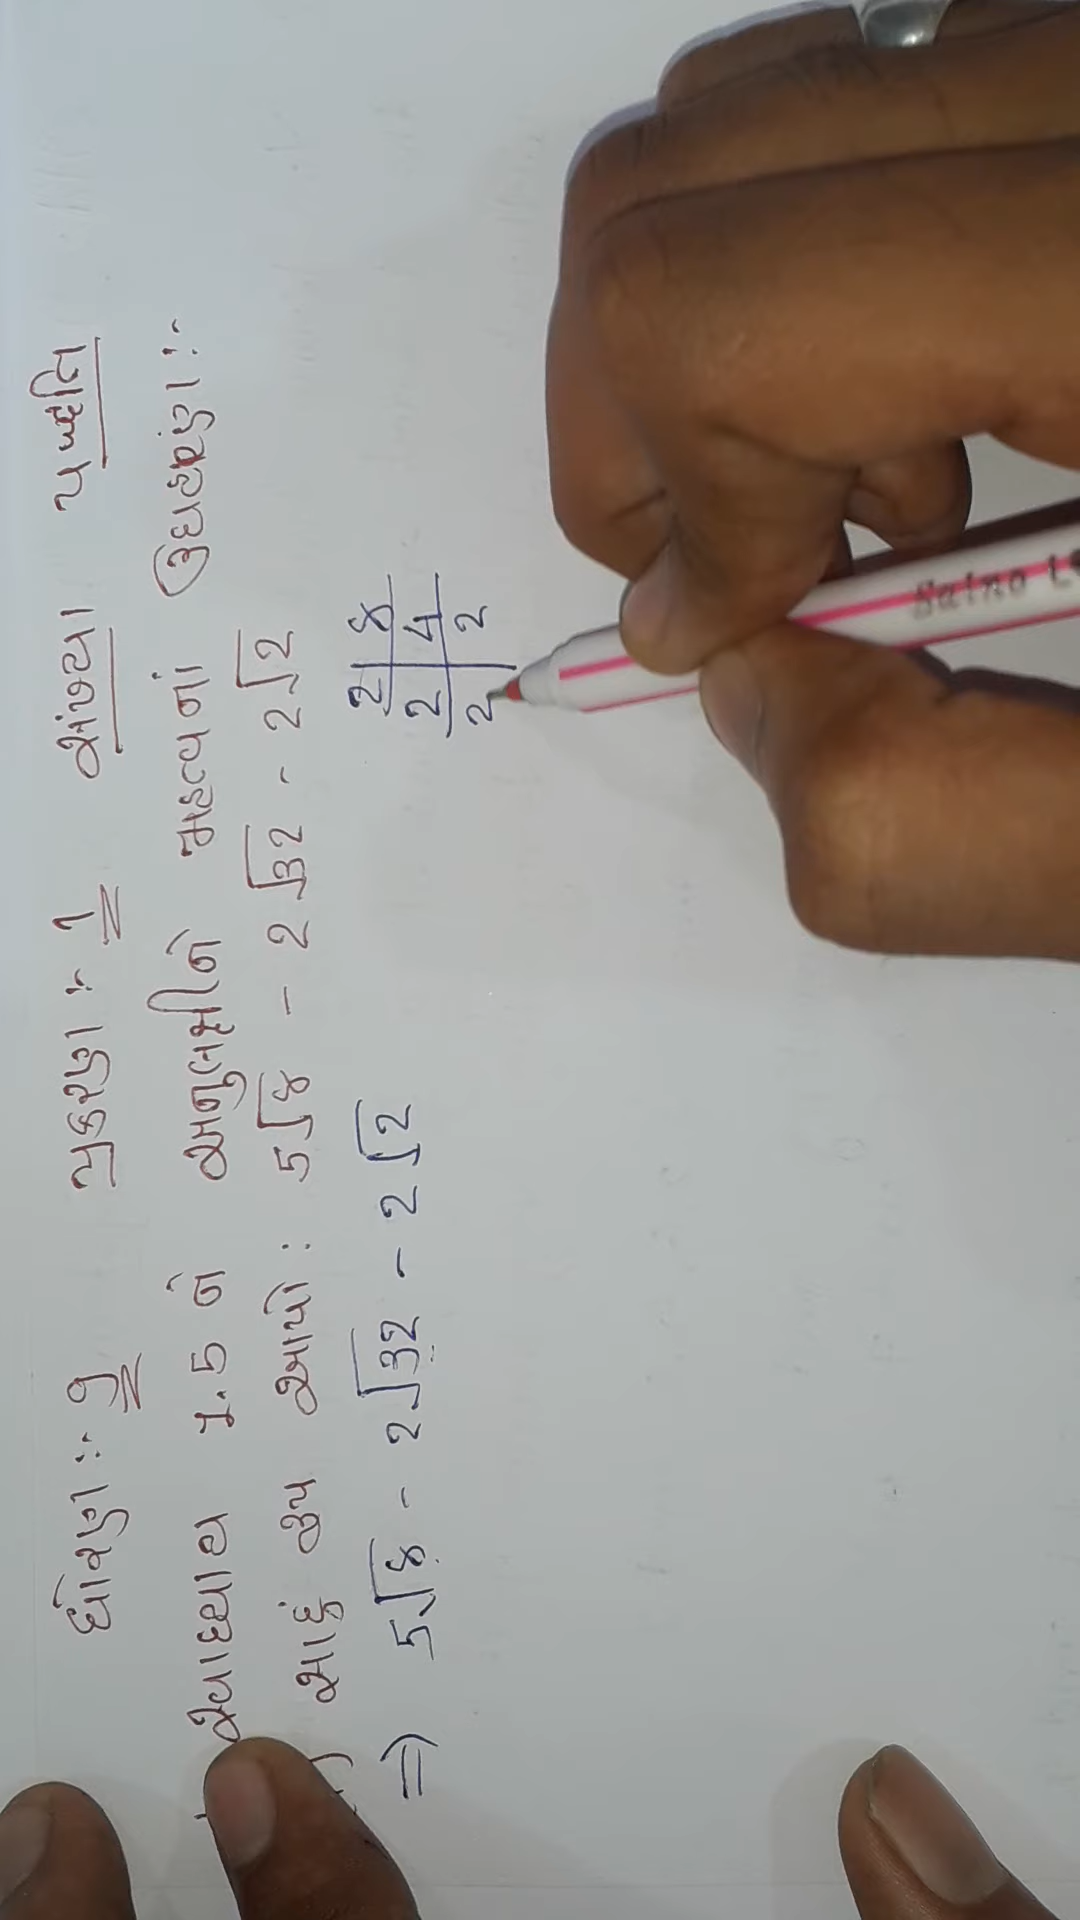 ધોરણ :- 9 પ્રકરણ :- 1 સંખ્યા પદ્ધતિ
સ્વાધ્યાય 1.5 ને અનુલક્ષીને મહત્વનાં ઉદાહરણ :-
સાદું રૂપ આપો : 5√8 - 2√32 - 2√2
⇒ 5√8 - 2√32 - 2√2
2 | 8
2 | 4
2 | 2